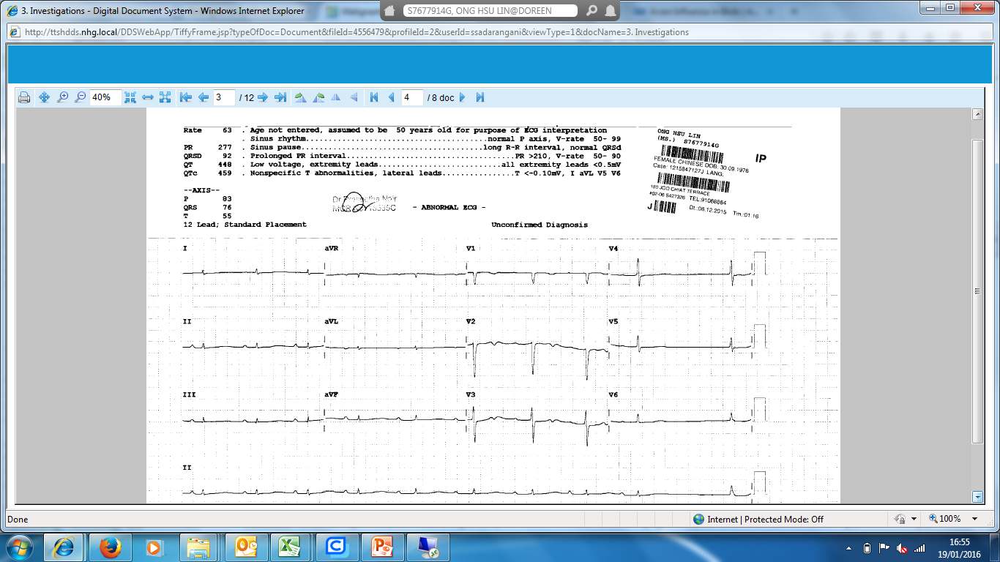 3. Investigations - Digital Document System - Windows Internet Explorer
S7677914G, ONG HSU LIN@DOREEN
http://ttshdds.nhg.local/DDSWebApp/TiffyFrame.jsp?typeOfDoc=Document&fileId=4556479&profileId=2&userId=ssadarangani&viewType=1&docName=3. Investigations
40% 3 / 12 4 / 8 doc
Rate 63 . Age not entered, assumed to be 50 years old for purpose of ECG interpretation
. Sinus rhythm......................................normal P axis, V-rate 50- 99
PR 277 . Sinus pause.......................................long R-R interval, normal QRSd
QRSD 92 . Prolonged PR interval...................................PR >210, V-rate 50- 90
QT 448 . Low voltage, extremity leads..........................all extremity leads <0.5mV
QTc 459 . Nonspecific T abnormalities, lateral leads...............T <-0.10mV, I aVL V5 V6
--AXIS--
P 83
QRS 76
T 55
12 Lead; Standard Placement
Dr Nair
- ABNORMAL ECG -
Unconfirmed Diagnosis
ONG HSU LIN
(MS.) S7677914G
IP
FEMALE CHINESE DOB: 30.09.1976
Case: 1215847127J LANG:
180 JOO CHIAT TERRACE
#02-06 S427326 TEL:91068864
J Dt.:06.12.2015 Tm.:01:16
I aVR V1 V4
II aVL V2 V5
III aVF V3 V6
II
Done
Internet | Protected Mode: Off
100%
16:55
19/01/2016